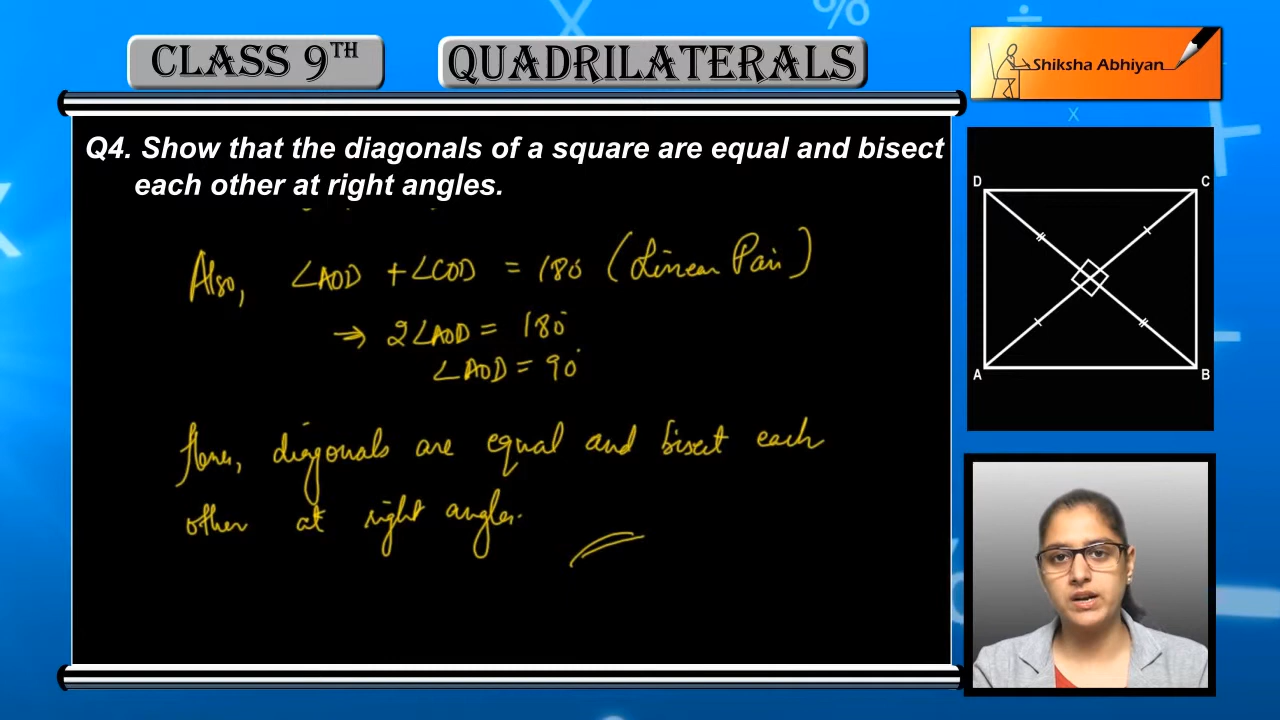 CLASS 9TH
QUADRILATERALS
Shiksha Abhiyan
Q4. Show that the diagonals of a square are equal and bisect
each other at right angles.
Also, ∠AOD + ∠COD = 180° (Linear Pair)
⇒ 2∠AOD = 180°
∠AOD = 90°
Hence, diagonals are equal and bisect each
other at right angles.
D C
A B